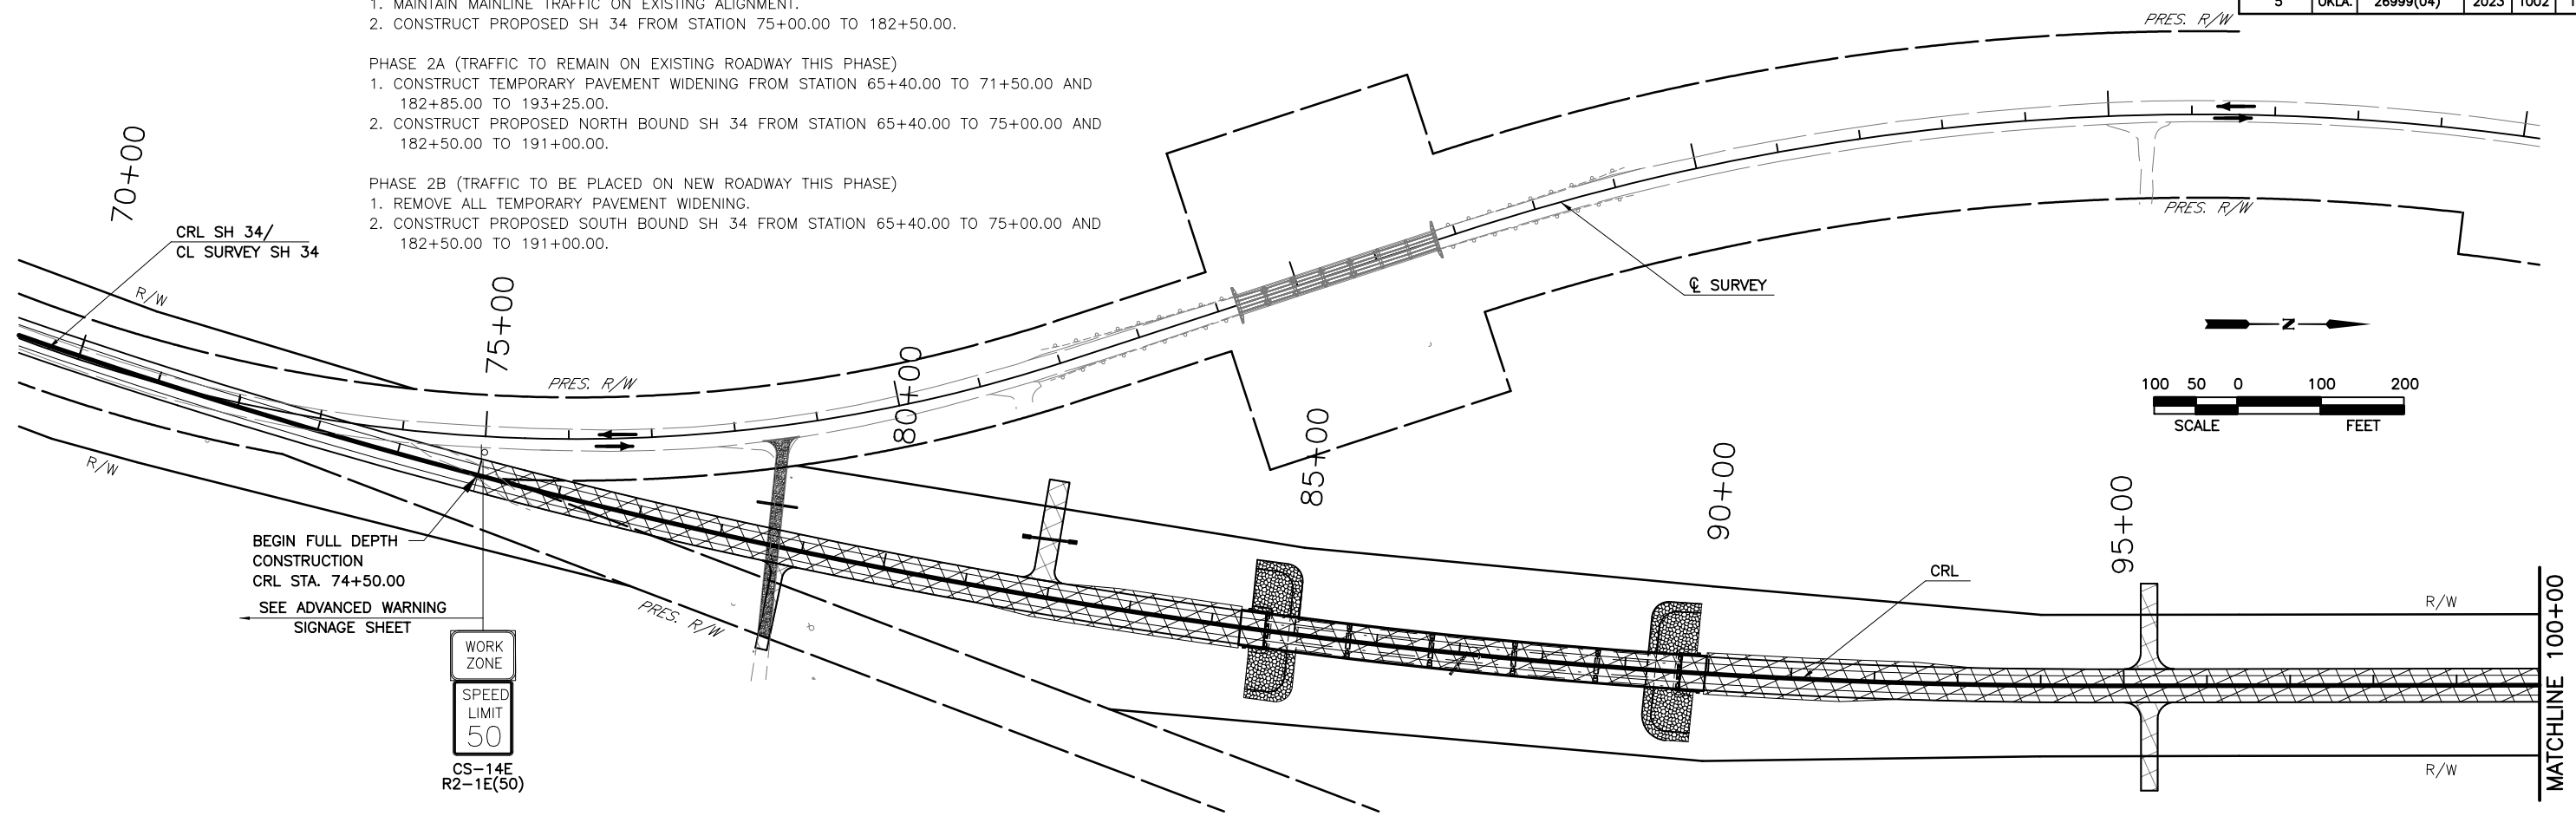 1. MAINTAIN MAINLINE TRAFFIC ON EXISTING ALIGNMENT.
2. CONSTRUCT PROPOSED SH 34 FROM STATION 75+00.00 TO 182+50.00.
PHASE 2A (TRAFFIC TO REMAIN ON EXISTING ROADWAY THIS PHASE)
1. CONSTRUCT TEMPORARY PAVEMENT WIDENING FROM STATION 65+40.00 TO 71+50.00 AND
182+85.00 TO 193+25.00.
2. CONSTRUCT PROPOSED NORTH BOUND SH 34 FROM STATION 65+40.00 TO 75+00.00 AND
182+50.00 TO 191+00.00.
PHASE 2B (TRAFFIC TO BE PLACED ON NEW ROADWAY THIS PHASE)
1. REMOVE ALL TEMPORARY PAVEMENT WIDENING.
2. CONSTRUCT PROPOSED SOUTH BOUND SH 34 FROM STATION 65+40.00 TO 75+00.00 AND
182+50.00 TO 191+00.00.
5 OKLA. 26999(04) 2023 1002
PRES. R/W
70+00
CRL SH 34/
CL SURVEY SH 34
R/W
75+00
PRES. R/W
80+00
℄ SURVEY
PRES. R/W
N
100 50 0 100 200
SCALE FEET
85+00
90+00
95+00
R/W
BEGIN FULL DEPTH
CONSTRUCTION
CRL STA. 74+50.00
SEE ADVANCED WARNING
SIGNAGE SHEET
WORK
ZONE
SPEED
LIMIT
50
CS-14E
R2-1E(50)
PRES. R/W
CRL
R/W
R/W
MATCHLINE 100+00